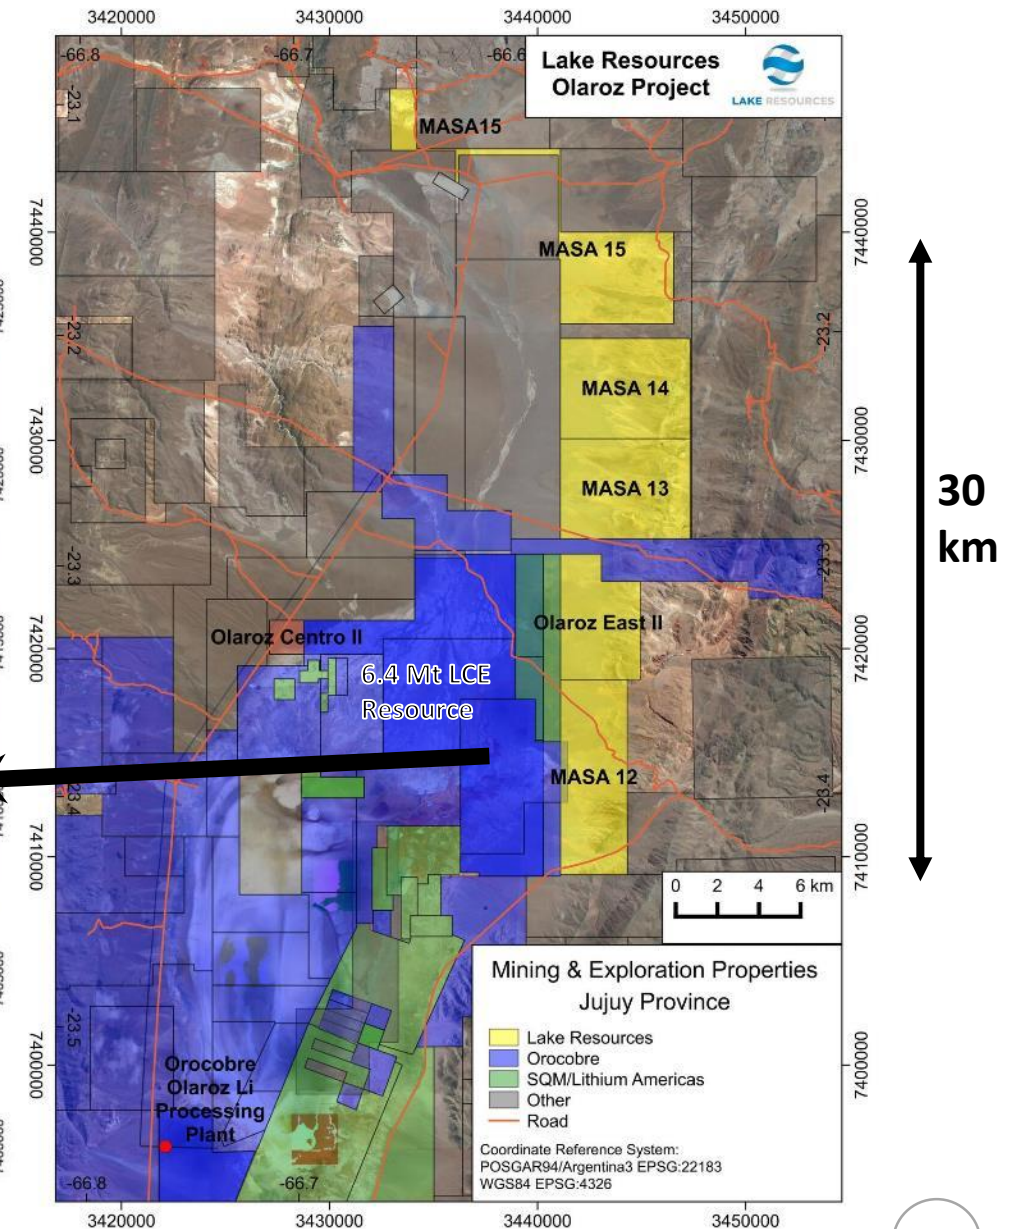 3420000 3430000 3440000 3450000
-66.8 -66.7 -66.6
Lake Resources
Olaroz Project
LAKE RESOURCES
-23.1
MASA15
7440000 7440000
MASA 15
-23.2 -23.2
MASA 14
7430000 7430000
MASA 13
30
km
-23.3 -23.3
Olaroz East II
Olaroz Centro II
7420000 7420000
6.4 Mt LCE
Resource
MASA 12
-23.4 -23.4
7410000 7410000
0 2 4 6 km
Mining & Exploration Properties
Jujuy Province
Lake Resources
Orocobre
SQM/Lithium Americas
Other
Road
Coordinate Reference System:
POSGAR94/Argentina3 EPSG:22183
WGS84 EPSG:4326
-23.5
7400000 7400000
Orocobre
Olaroz Li
Processing
Plant
-66.8 -66.7
3420000 3430000 3440000 3450000